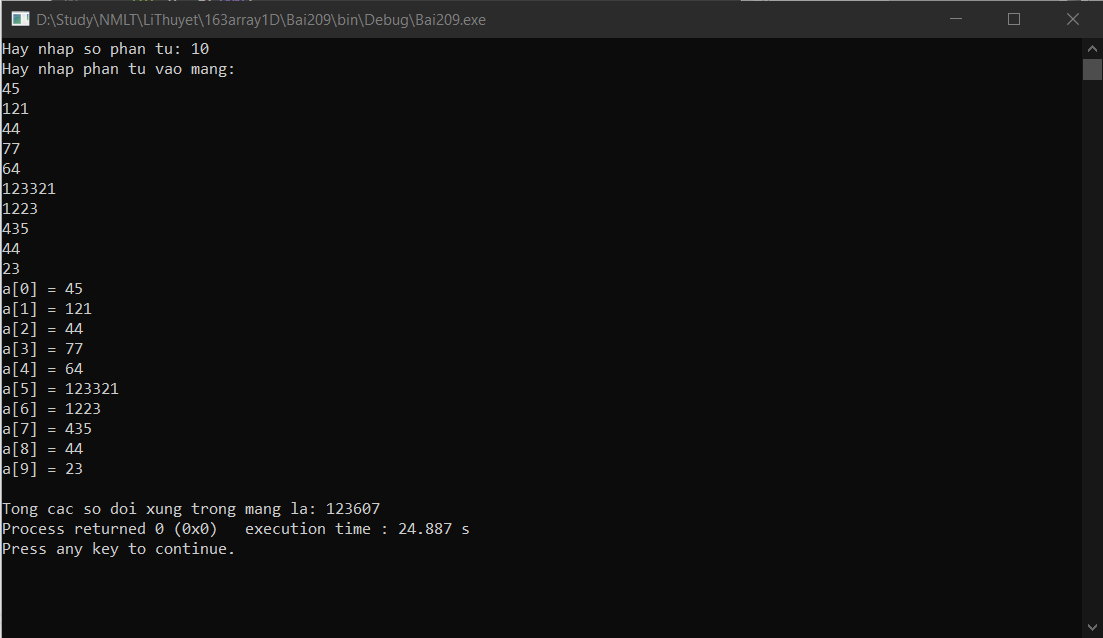 D:\Study\NMLT\LiThuyet\163array1D\Bai209\bin\Debug\Bai209.exe
Hay nhap so phan tu: 10
Hay nhap phan tu vao mang:
45
121
44
77
64
123321
1223
435
44
23
a[0] = 45
a[1] = 121
a[2] = 44
a[3] = 77
a[4] = 64
a[5] = 123321
a[6] = 1223
a[7] = 435
a[8] = 44
a[9] = 23
Tong cac so doi xung trong mang la: 123607
Process returned 0 (0x0)   execution time : 24.887 s
Press any key to continue.